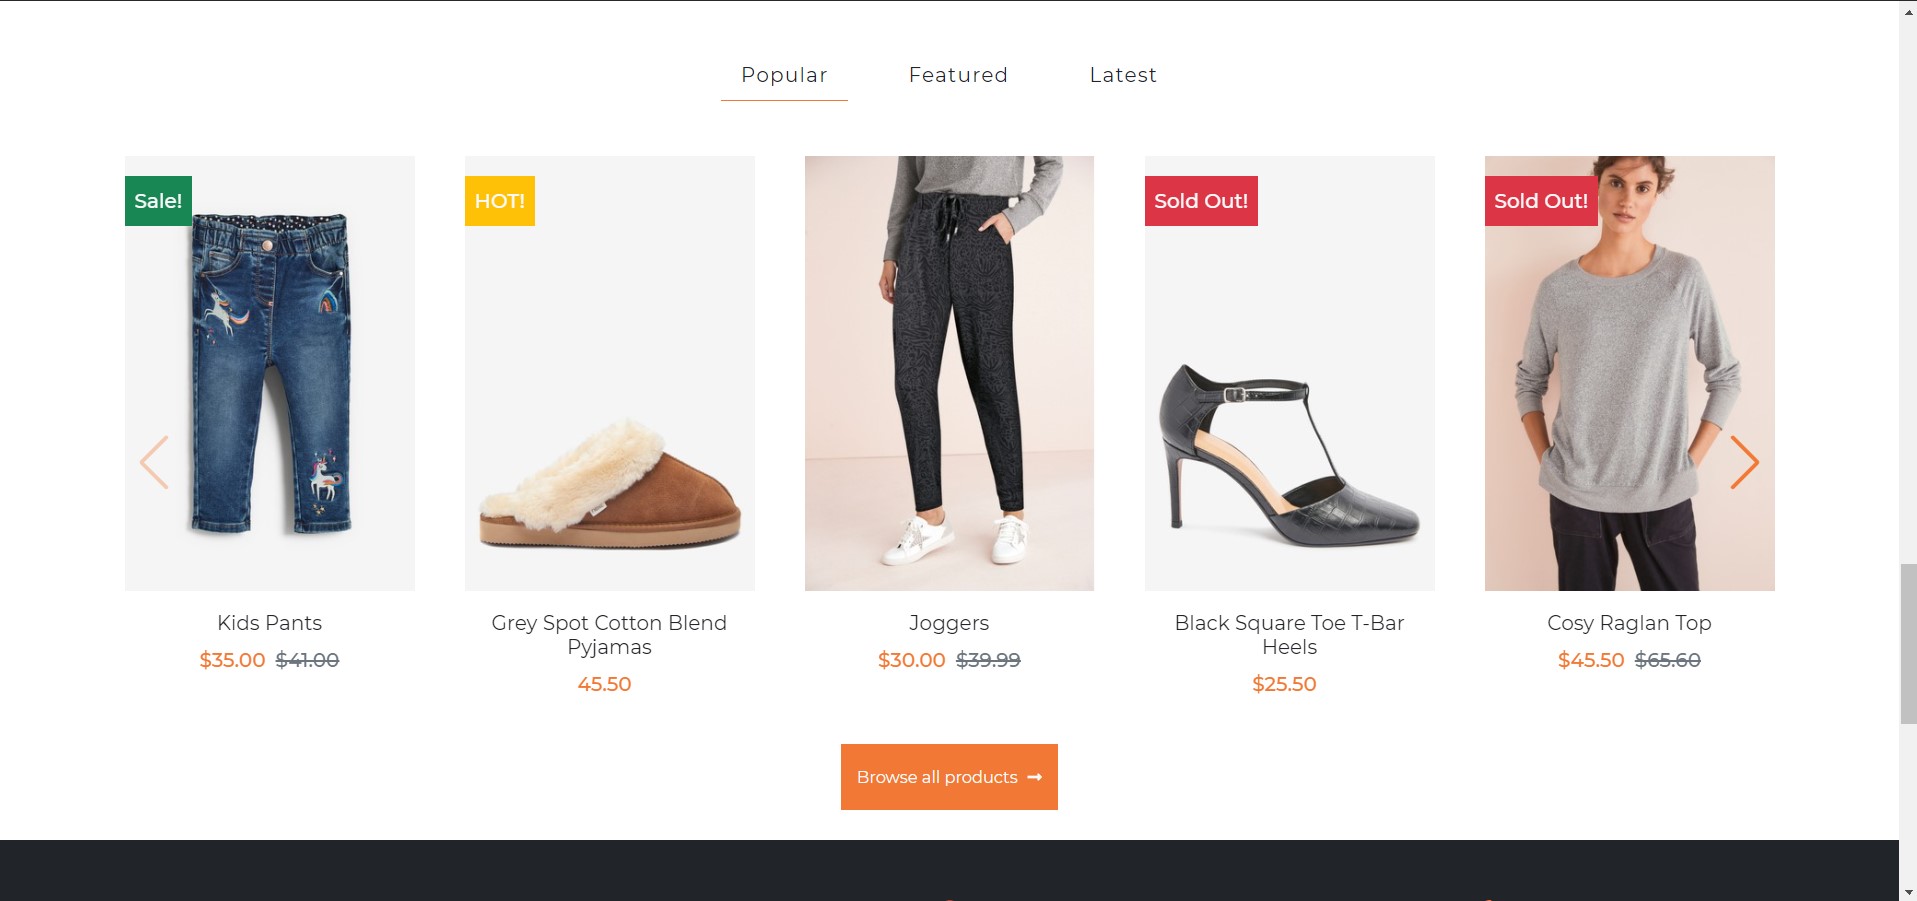 Popular
Featured
Latest
Sale!
HOT!
Sold Out!
Sold Out!
Kids Pants
$35.00 $41.00
Grey Spot Cotton Blend
Pyjamas
45.50
Joggers
$30.00 $39.99
Black Square Toe T-Bar
Heels
$25.50
Cosy Raglan Top
$45.50 $65.60
Browse all products →